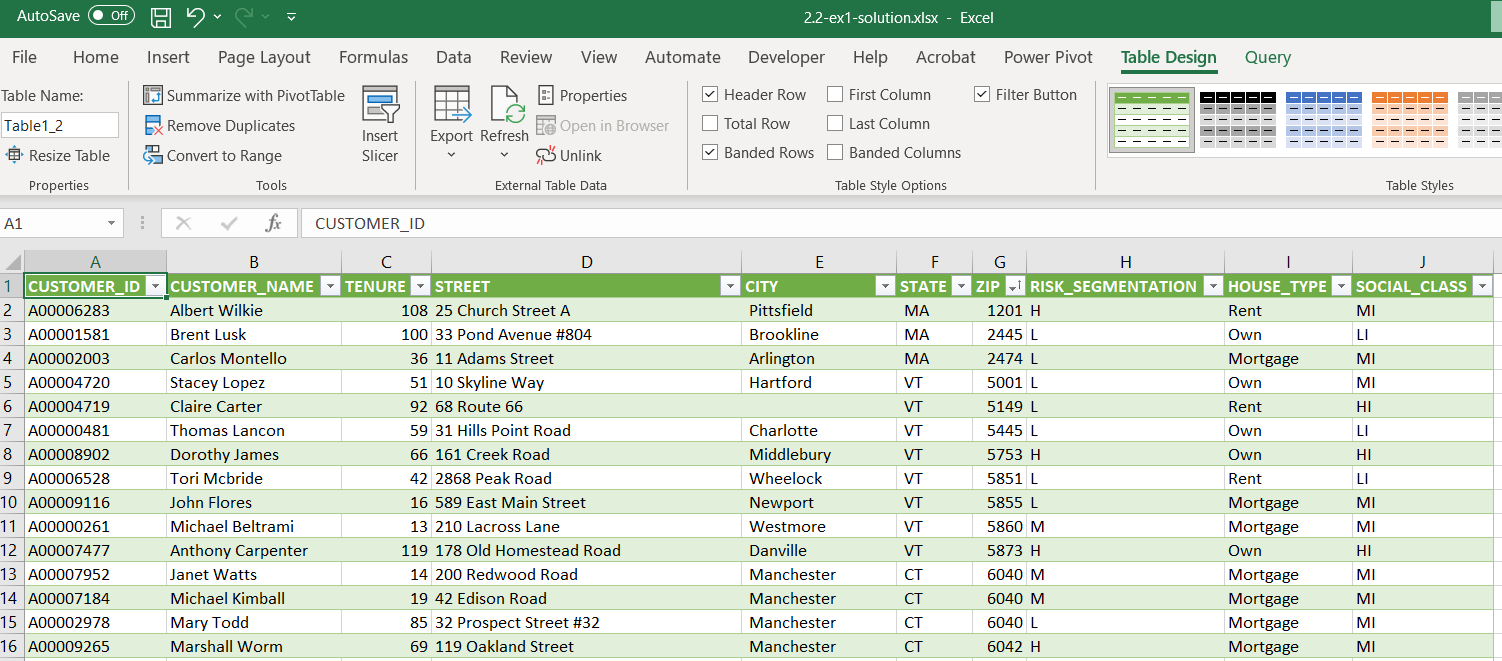 AutoSave Off 2.2-ex1-solution.xlsx - Excel
File Home Insert Page Layout Formulas Data Review View Automate Developer Help Acrobat Power Pivot Table Design Query
Table Name: Summarize with PivotTable Properties Header Row First Column Filter Button
Table1_2 Remove Duplicates Insert Slicer Export Refresh Open in Browser Total Row Last Column
Resize Table Convert to Range Unlink Banded Rows Banded Columns
Properties Tools External Table Data Table Style Options Table Styles
A1 fx CUSTOMER_ID
A B C D E F G H I J
1 CUSTOMER_ID CUSTOMER_NAME TENURE STREET CITY STATE ZIP RISK_SEGMENTATION HOUSE_TYPE SOCIAL_CLASS
2 A00006283 Albert Wilkie 108 25 Church Street A Pittsfield MA 1201 H Rent MI
3 A00001581 Brent Lusk 100 33 Pond Avenue #804 Brookline MA 2445 L Own LI
4 A00002003 Carlos Montello 36 11 Adams Street Arlington MA 2474 L Mortgage MI
5 A00004720 Stacey Lopez 51 10 Skyline Way Hartford VT 5001 L Own MI
6 A00004719 Claire Carter 92 68 Route 66 VT 5149 L Rent HI
7 A00000481 Thomas Lancon 59 31 Hills Point Road Charlotte VT 5445 L Own LI
8 A00008902 Dorothy James 66 161 Creek Road Middlebury VT 5753 H Own HI
9 A00006528 Tori Mcbride 42 2868 Peak Road Wheelock VT 5851 L Rent LI
10 A00009116 John Flores 16 589 East Main Street Newport VT 5855 L Mortgage MI
11 A00000261 Michael Beltrami 13 210 Lacross Lane Westmore VT 5860 M Mortgage MI
12 A00007477 Anthony Carpenter 119 178 Old Homestead Road Danville VT 5873 H Own HI
13 A00007952 Janet Watts 14 200 Redwood Road Manchester CT 6040 M Mortgage MI
14 A00007184 Michael Kimball 19 42 Edison Road Manchester CT 6040 M Mortgage MI
15 A00002978 Mary Todd 85 32 Prospect Street #32 Manchester CT 6040 L Mortgage MI
16 A00009265 Marshall Worm 69 119 Oakland Street Manchester CT 6042 H Mortgage MI